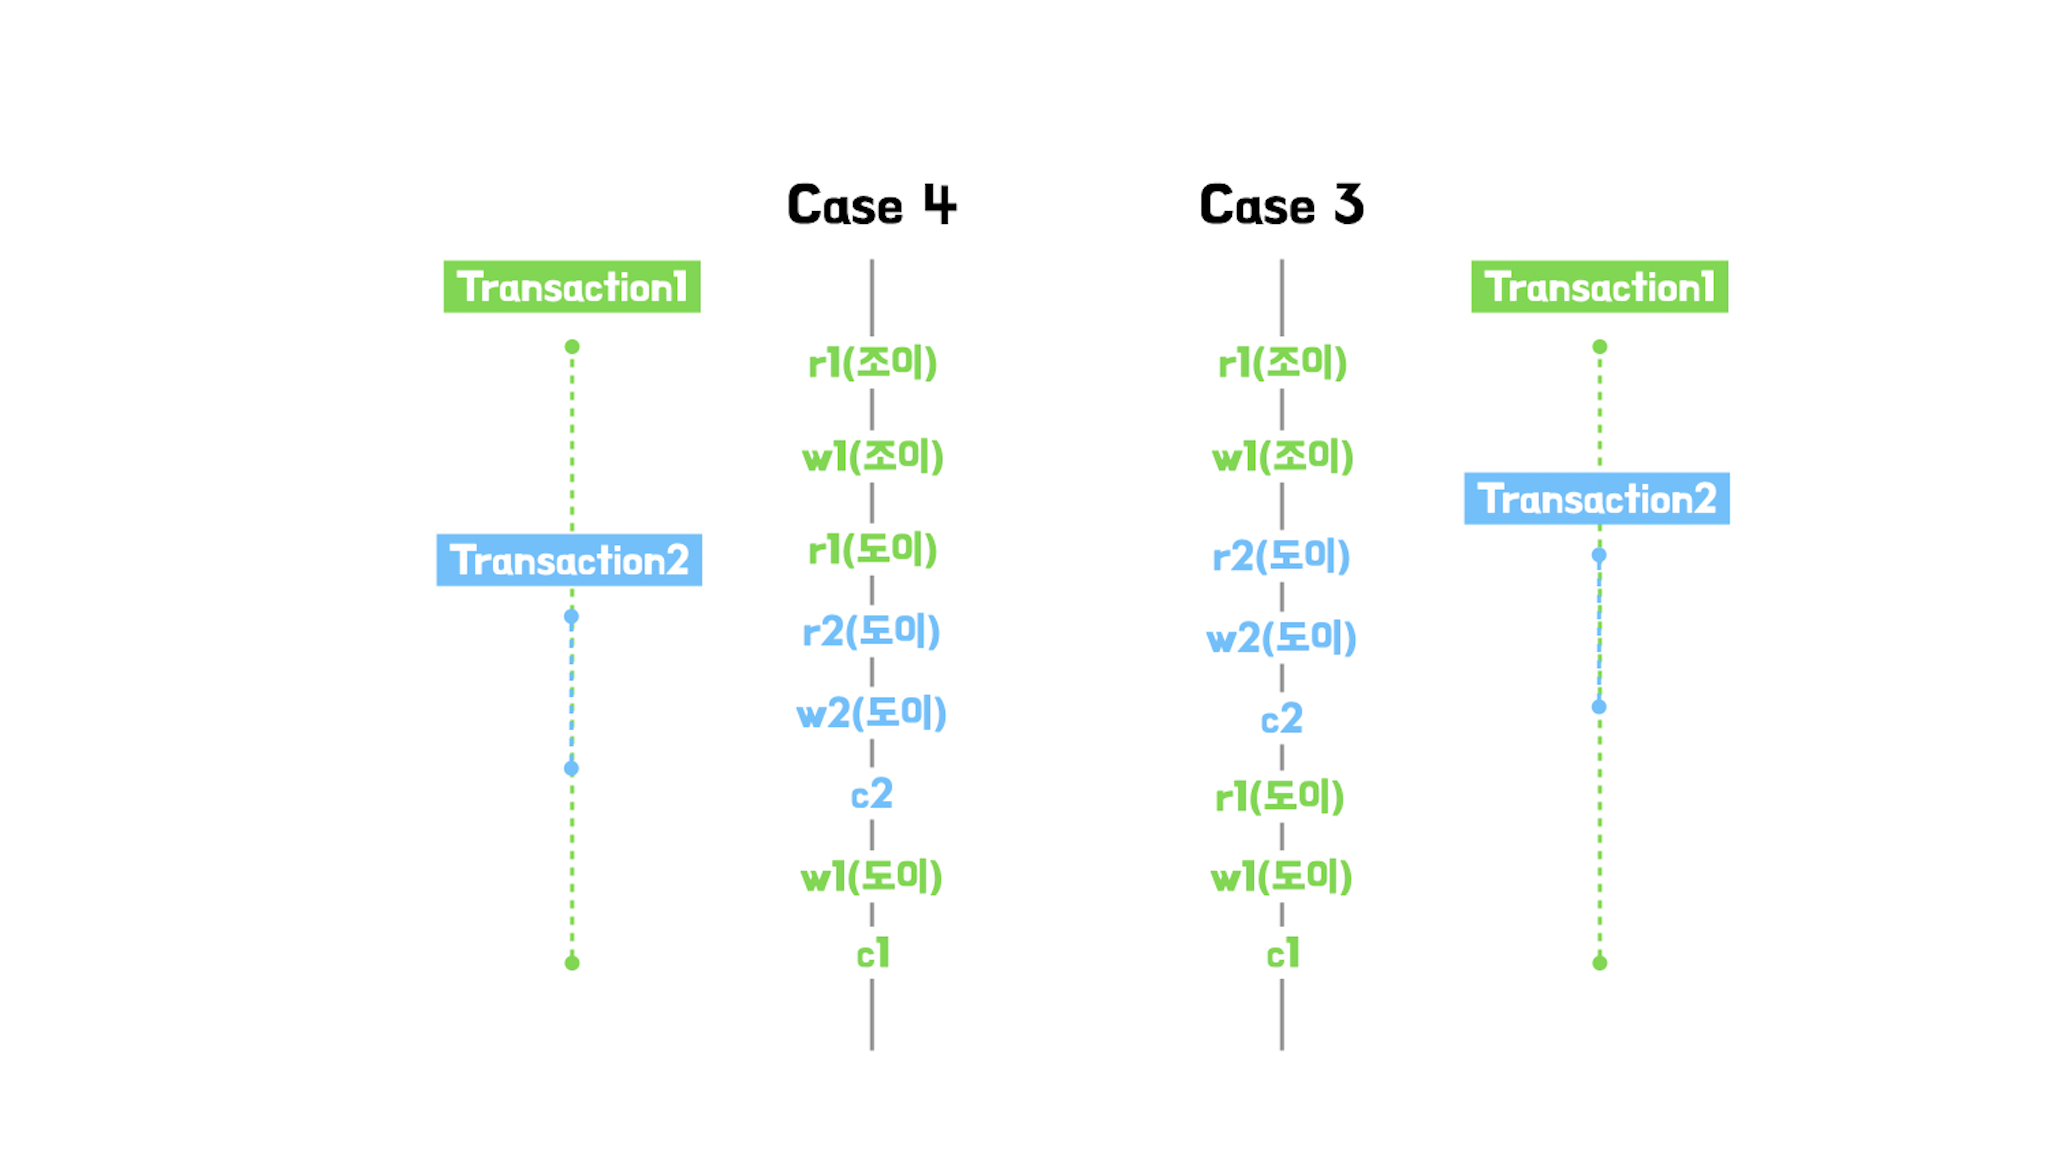 Case 4
Transaction1
r1(조이)
w1(조이)
r1(도이)
Transaction2
r2(도이)
w2(도이)
c2
w1(도이)
c1
Case 3
Transaction1
r1(조이)
w1(조이)
Transaction2
r2(도이)
w2(도이)
c2
r1(도이)
w1(도이)
c1